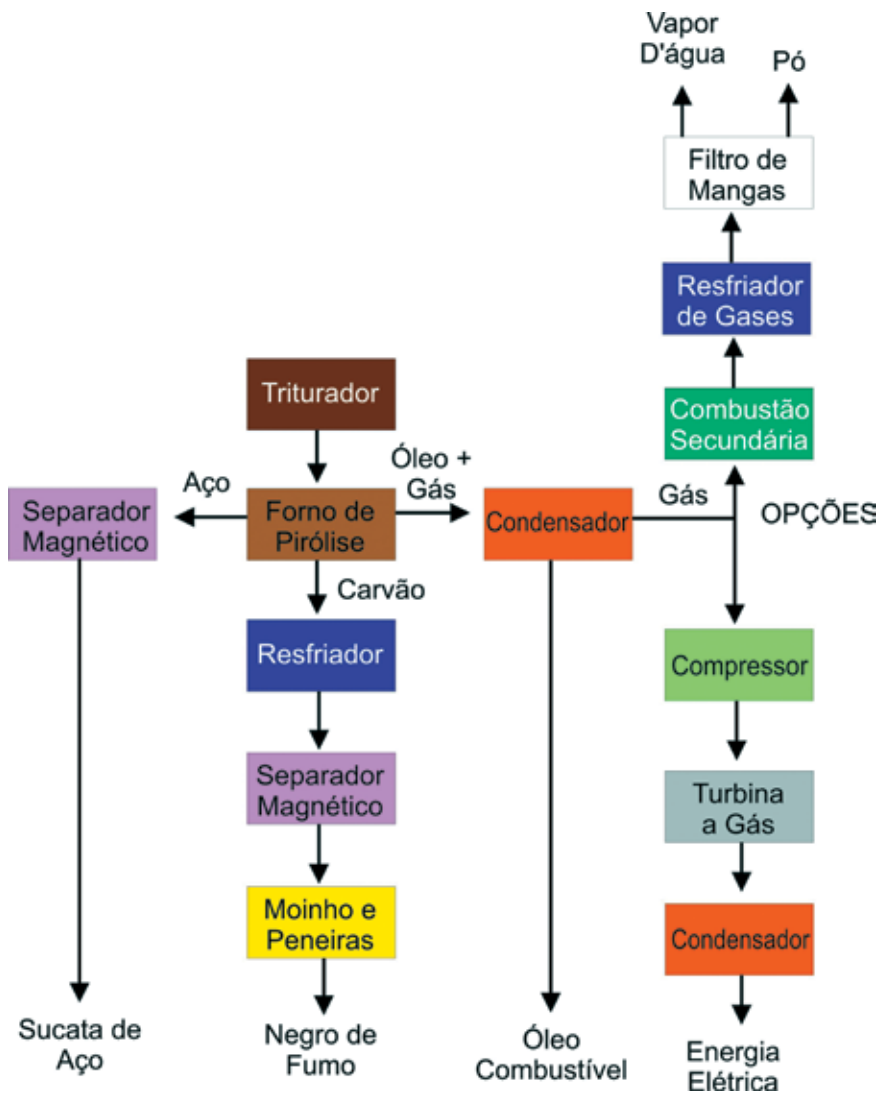 Vapor
D'água
Pó
Filtro de
Mangas
Resfriador
de Gases
Triturador
Combustão
Secundária
Aço
Óleo +
Gás
Gás
OPÇÕES
Separador
Magnético
Forno de
Pirólise
Condensador
Carvão
Resfriador
Compressor
Separador
Magnético
Turbina
a Gás
Moinho e
Peneiras
Condensador
Sucata de
Aço
Negro de
Fumo
Óleo
Combustível
Energia
Elétrica